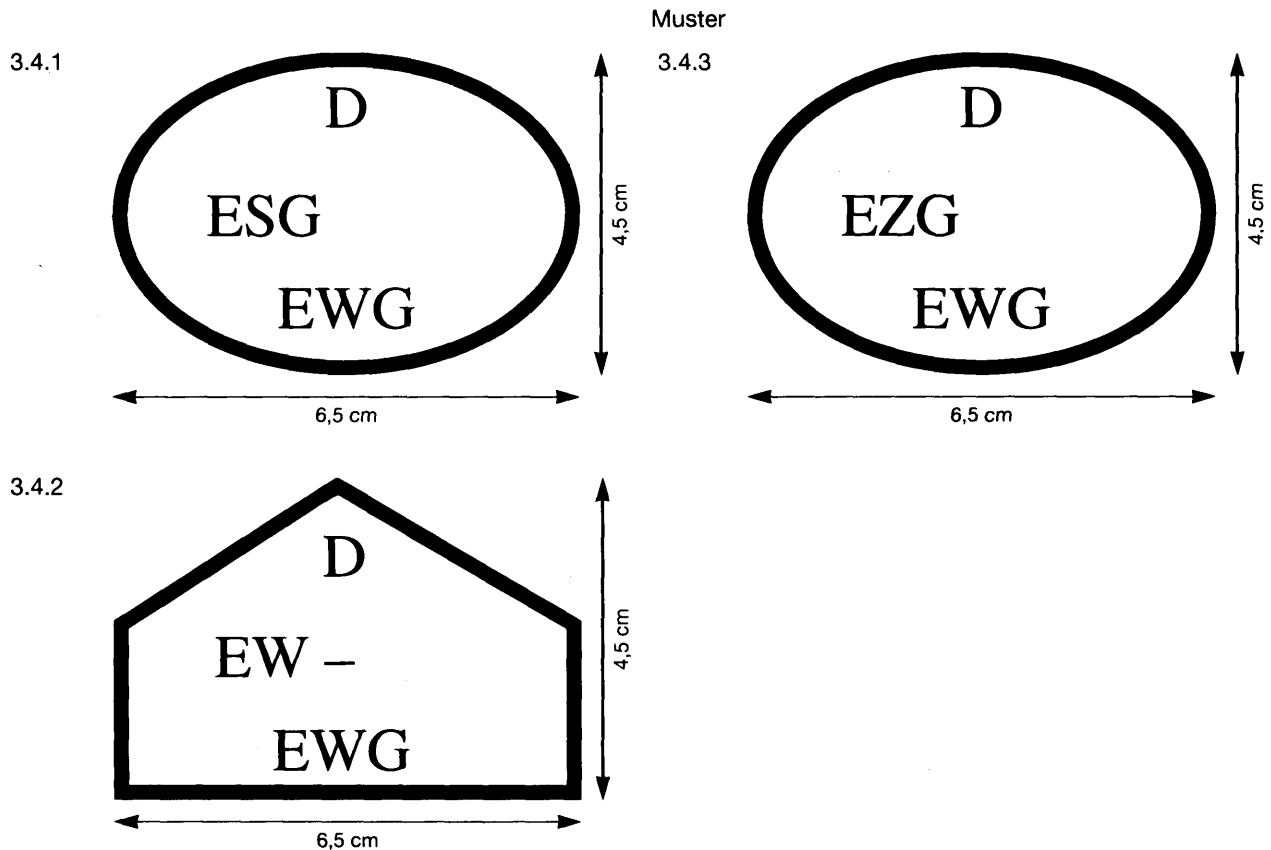 Muster
3.4.1
D
ESG
EWG
4,5 cm
6,5 cm
3.4.3
D
EZG
EWG
4,5 cm
6,5 cm
3.4.2
D
EW –
EWG
4,5 cm
6,5 cm